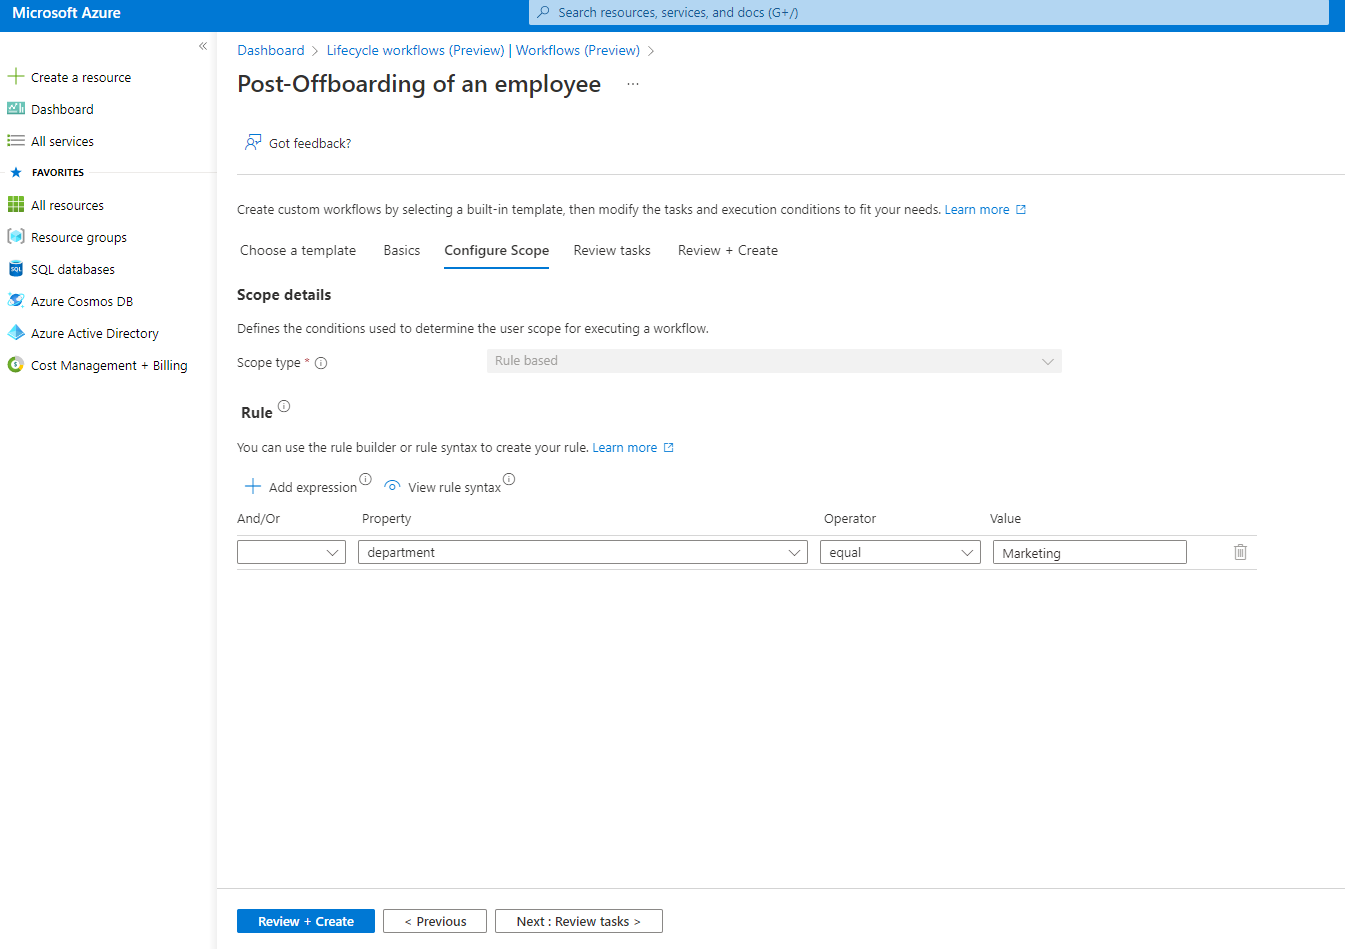 Microsoft Azure
Search resources, services, and docs (G+/)
«
Create a resource
Dashboard
All services
FAVORITES
All resources
Resource groups
SQL databases
Azure Cosmos DB
Azure Active Directory
Cost Management + Billing
Dashboard > Lifecycle workflows (Preview) | Workflows (Preview) >
Post-Offboarding of an employee ...
Got feedback?
Create custom workflows by selecting a built-in template, then modify the tasks and execution conditions to fit your needs. Learn more
Choose a template Basics Configure Scope Review tasks Review + Create
Scope details
Defines the conditions used to determine the user scope for executing a workflow.
Scope type * Rule based
Rule
You can use the rule builder or rule syntax to create your rule. Learn more
Add expression View rule syntax
And/Or Property Operator Value
department equal Marketing
Review + Create < Previous Next : Review tasks >